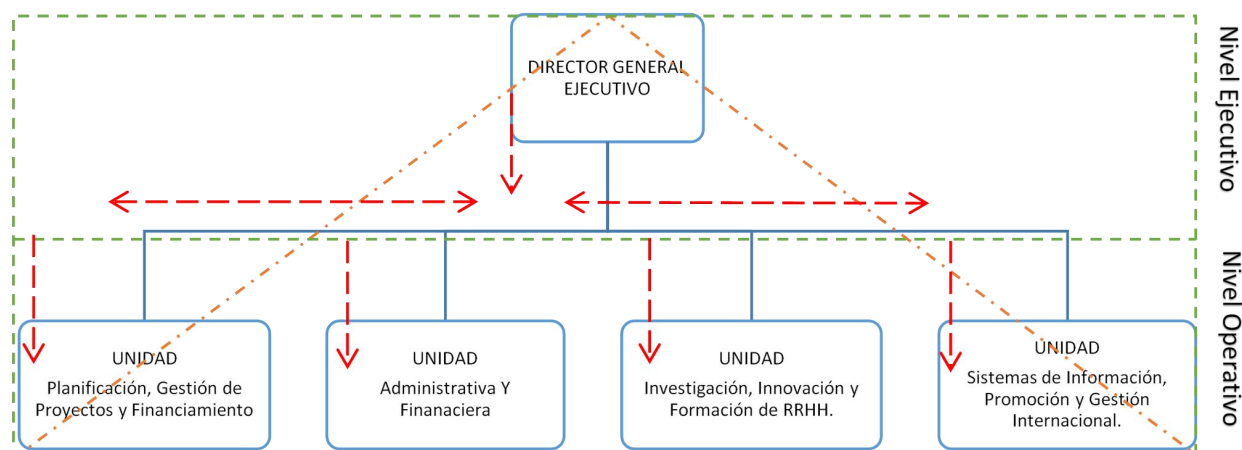 DIRECTOR GENERAL
EJECUTIVO
Nivel Ejecutivo
UNIDAD
Planificación, Gestión de
Proyectos y Financiamiento
UNIDAD
Administrativa Y
Finanaciera
UNIDAD
Investigación, Innovación y
Formación de RRHH.
UNIDAD
Sistemas de Información,
Promoción y Gestión
Internacional.
Nivel Operativo